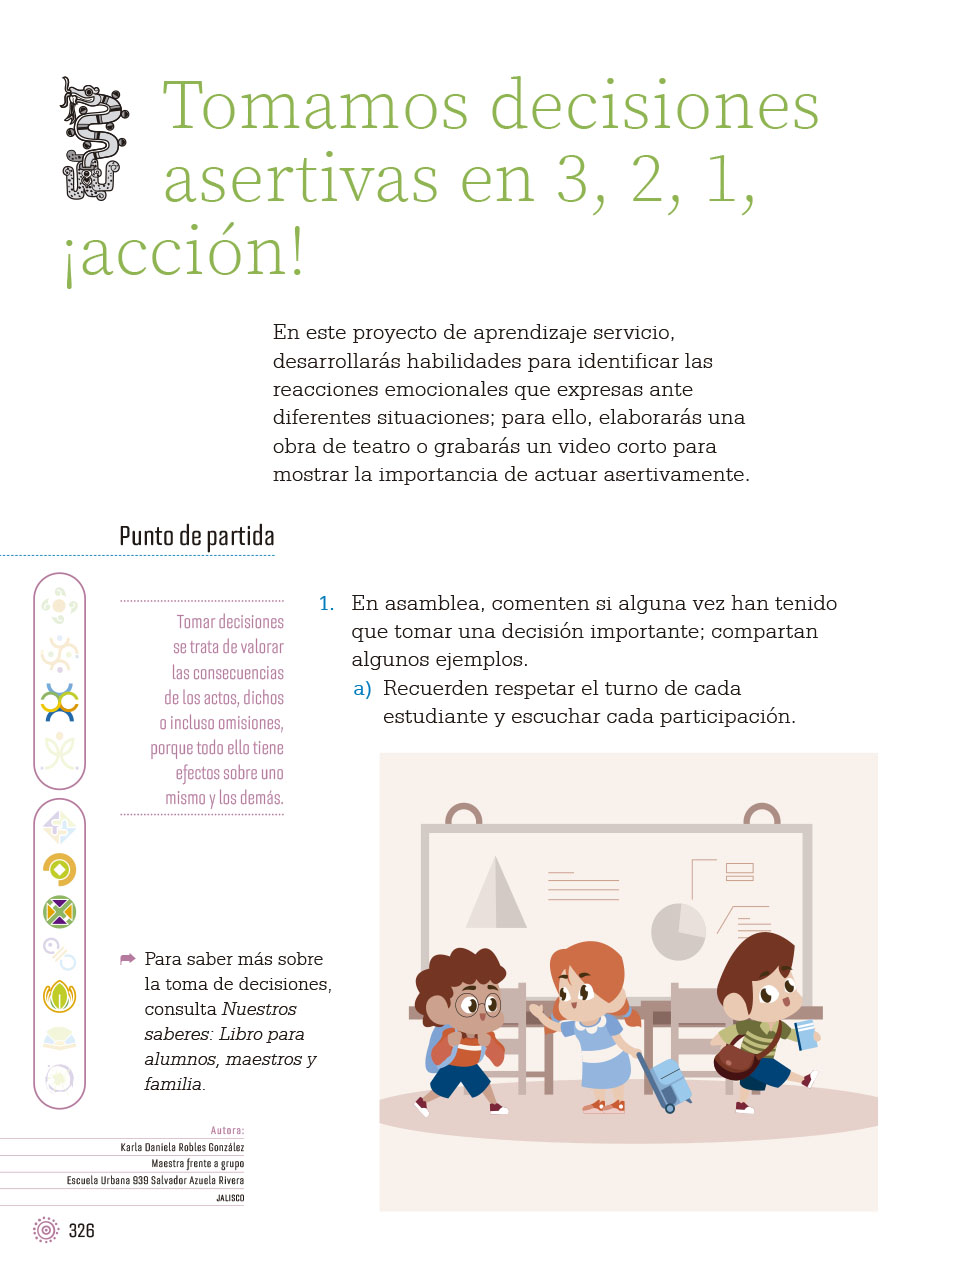 Tomamos decisiones
asertivas en 3, 2, 1,
¡acción!
En este proyecto de aprendizaje servicio,
desarrollarás habilidades para identificar las
reacciones emocionales que expresas ante
diferentes situaciones; para ello, elaborarás una
obra de teatro o grabarás un video corto para
mostrar la importancia de actuar asertivamente.
Punto de partida
Tomar decisiones
se trata de valorar
las consecuencias
de los actos, dichos
o incluso omisiones,
porque todo ello tiene
efectos sobre uno
mismo y los demás.
1. En asamblea, comenten si alguna vez han tenido
que tomar una decisión importante; compartan
algunos ejemplos.
a) Recuerden respetar el turno de cada
estudiante y escuchar cada participación.
Para saber más sobre
la toma de decisiones,
consulta Nuestros
saberes: Libro para
alumnos, maestros y
familia.
Autora:
Karla Daniela Robles González
Maestra frente a grupo
Escuela Urbana 939 Salvador Azuela Rivera
JALISCO
326